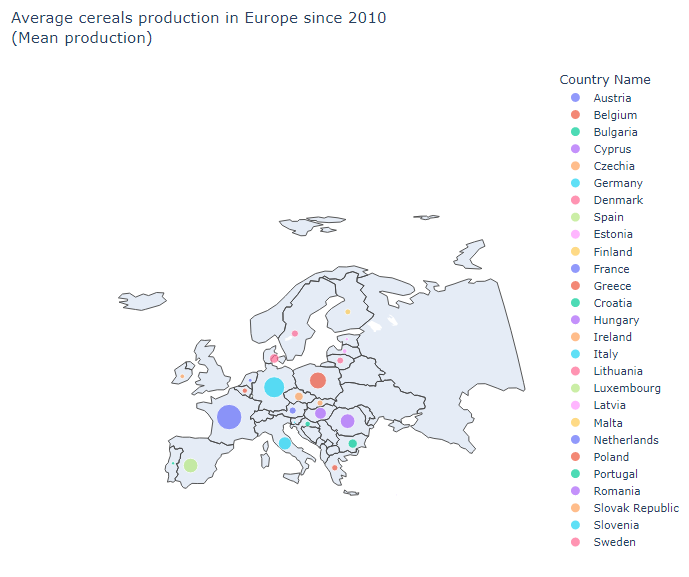 Average cereals production in Europe since 2010
(Mean production)
Country Name
Austria
Belgium
Bulgaria
Cyprus
Czechia
Germany
Denmark
Spain
Estonia
Finland
France
Greece
Croatia
Hungary
Ireland
Italy
Lithuania
Luxembourg
Latvia
Malta
Netherlands
Poland
Portugal
Romania
Slovak Republic
Slovenia
Sweden